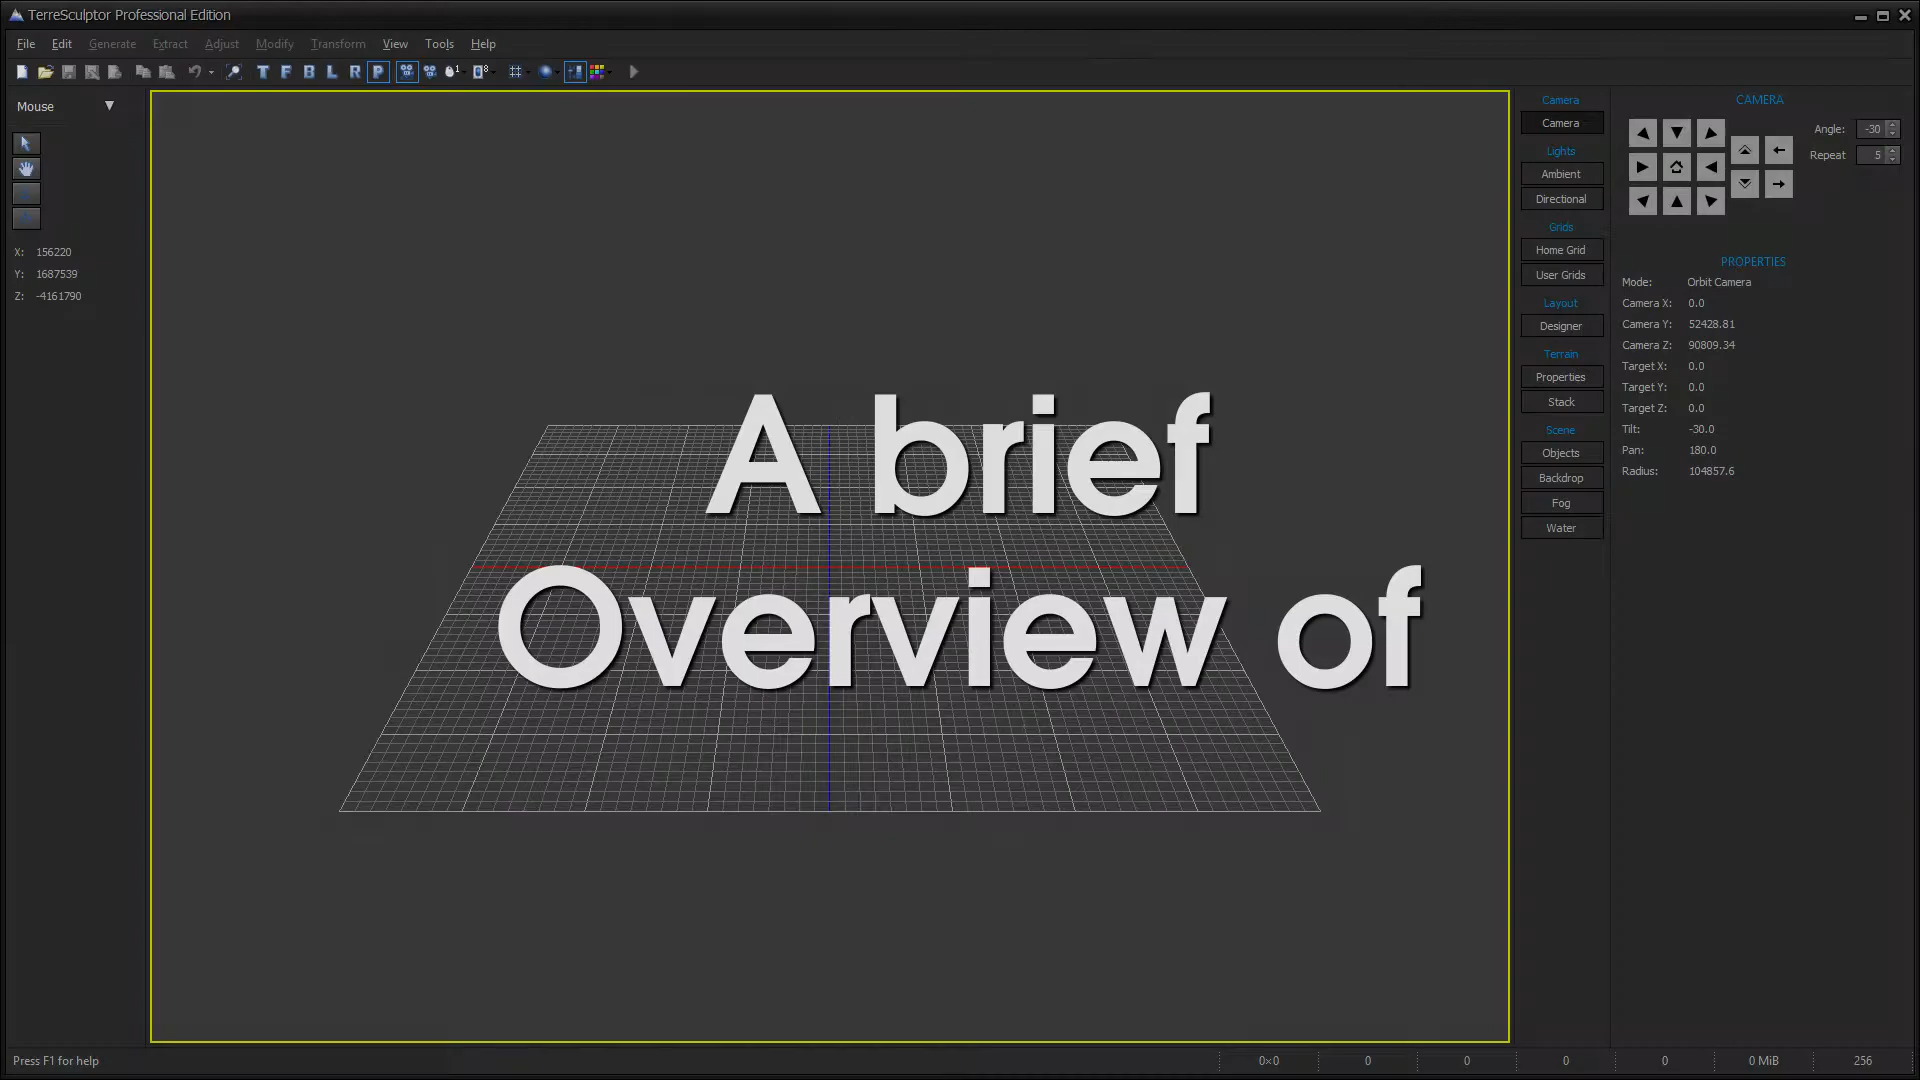 TerreSculptor Professional Edition
File Edit Generate Extract Adjust Modify Transform View Tools Help
T F B L R P 1 8
Mouse
X: 156220
Y: 1687539
Z: -4161790
A brief
Overview of
Camera
Camera
Lights
Ambient
Directional
Grids
Home Grid
User Grids
Layout
Designer
Terrain
Properties
Stack
Scene
Objects
Backdrop
Fog
Water
CAMERA
Angle: -30
Repeat 5
PROPERTIES
Mode: Orbit Camera
Camera X: 0.0
Camera Y: 52428.81
Camera Z: 90809.34
Target X: 0.0
Target Y: 0.0
Target Z: 0.0
Tilt: -30.0
Pan: 180.0
Radius: 104857.6
Press F1 for help
0×0 0 0 0 0 0 MiB 256